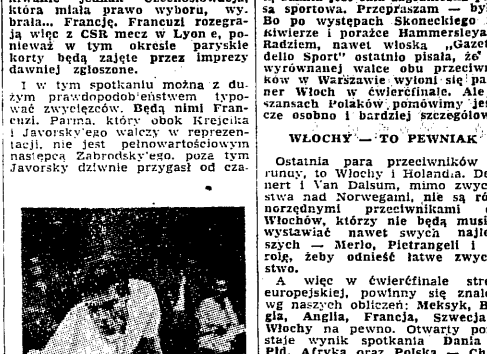 która miała prawo wyboru, wy-
brała... Francję. Francuzi rozegra-
ją więc z CSR mecz w Lyonie, po-
nieważ w tym okresie paryskie
korty będą zajęte przez imprezy
dawniej zgłoszone.
I w tym spotkaniu można z du-
żym prawdopodobieństwem typo-
wać zwycięzców. Będą nimi Fran-
cuzi. Parma, który obok Krejcika
i Javorsky'ego walczy w reprezen-
tacji, nie jest pełnowartościowym
następcą Zabrodsky'ego, poza tym
Javorsky dziwnie przygasł od cza-
sa sportowa. Przepraszam — by
Bo po występach Skoneckiego
Kiwierze i porażce Hammersleya
Radziem, nawet włoska „Gazet
dello Sport" ostatnio pisała, że
wyrównanej walce obu przeciwn
ków w Warszawie wyłoni się pa
ner Włoch w ćwierćfinale. Ale
szansach Polaków pomówimy jes
cze osobno i bardziej szczegółow
WŁOCHY — TO PEWNIAK
Ostatnia para przeciwników
rundy, to Włochy i Holandia. De
nert i Van Dalsum, mimo zwyc
stwa nad Norwegami, nie są ró
norzędnymi przeciwnikami
Włochów, którzy nie będą musi
wystawiać nawet swych najle
szych — Merlo, Pietrangeli i
rolę, żeby odnieść łatwe zwyc
stwo.
A więc w ćwierćfinale stre
europejskiej, powinny się znale
wg naszych obliczeń: Meksyk, B
gia, Anglia, Francja, Szwecja
Włochy na pewno. Otwarty po
staje wynik spotkania Dania
Płd. Afryka oraz Polska — Ch